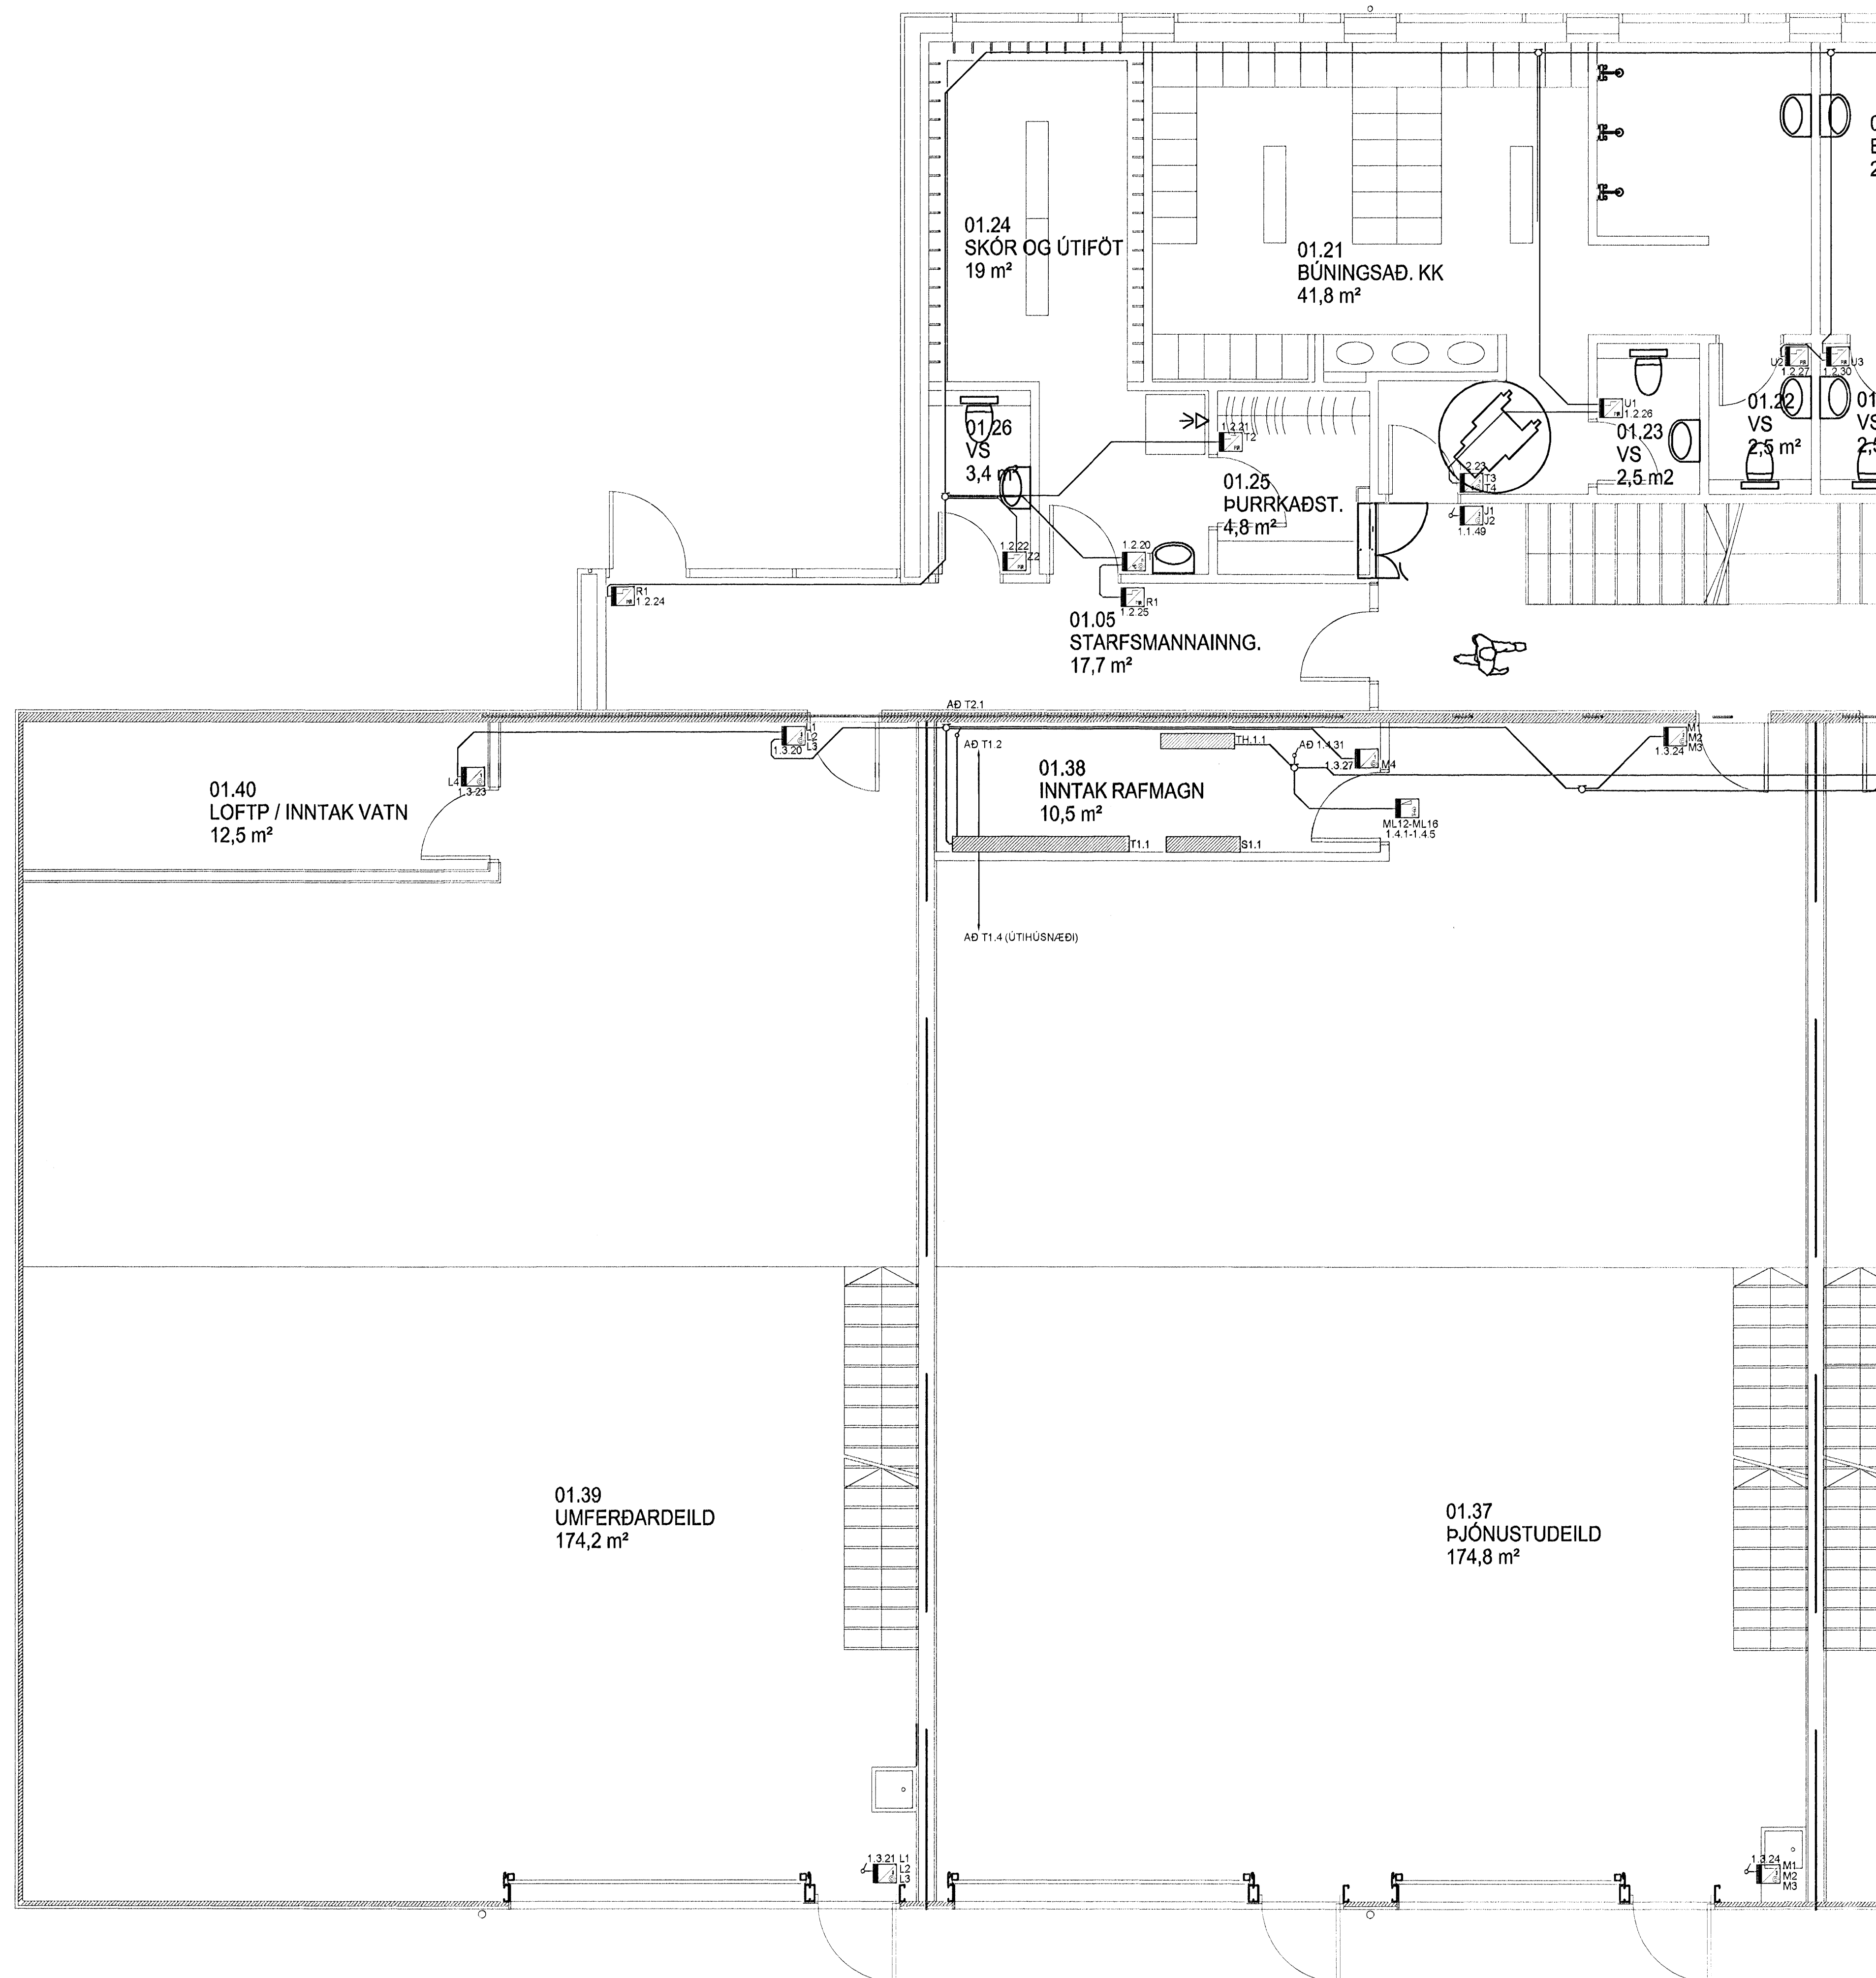 01.24
SKÓR OG ÚTIFÖT
19 m²
01.21
BÚNINGSAÐ. KK
41,8 m²
U2
1.2.27
U3
1.2.30
U1
1.2.26
01.22
VS
2,5 m²
01.23
VS
2,5 m2
01.26
VS
3,4 m²
1.2.21
T2
01.25
ÞURRKAÐST.
4,8 m²
1.2.23
T3
T4
J1
J2
1.1.49
1.2.22
Z2
1.2.20
R1
1.2.24
R1
1.2.25
01.05
STARFSMANNAINNG.
17,7 m²
AÐ T2.1
L1
L2
L3
1.3.20
L4
1.3.23
01.40
LOFTP / INNTAK VATN
12,5 m²
AÐ T1.2
TH.1.1
AÐ 1.4.31
1.3.27
M4
M1
M2
M3
1.3.24
01.38
INNTAK RAFMAGN
10,5 m²
ML12-ML16
1.4.1-1.4.5
T1.1
S1.1
AÐ T1.4 (ÚTIHÚSNÆÐI)
01.39
UMFERÐARDEILD
174,2 m²
01.37
ÞJÓNUSTUDEILD
174,8 m²
1.3.21
L1
L2
L3
1.3.24
M1
M2
M3